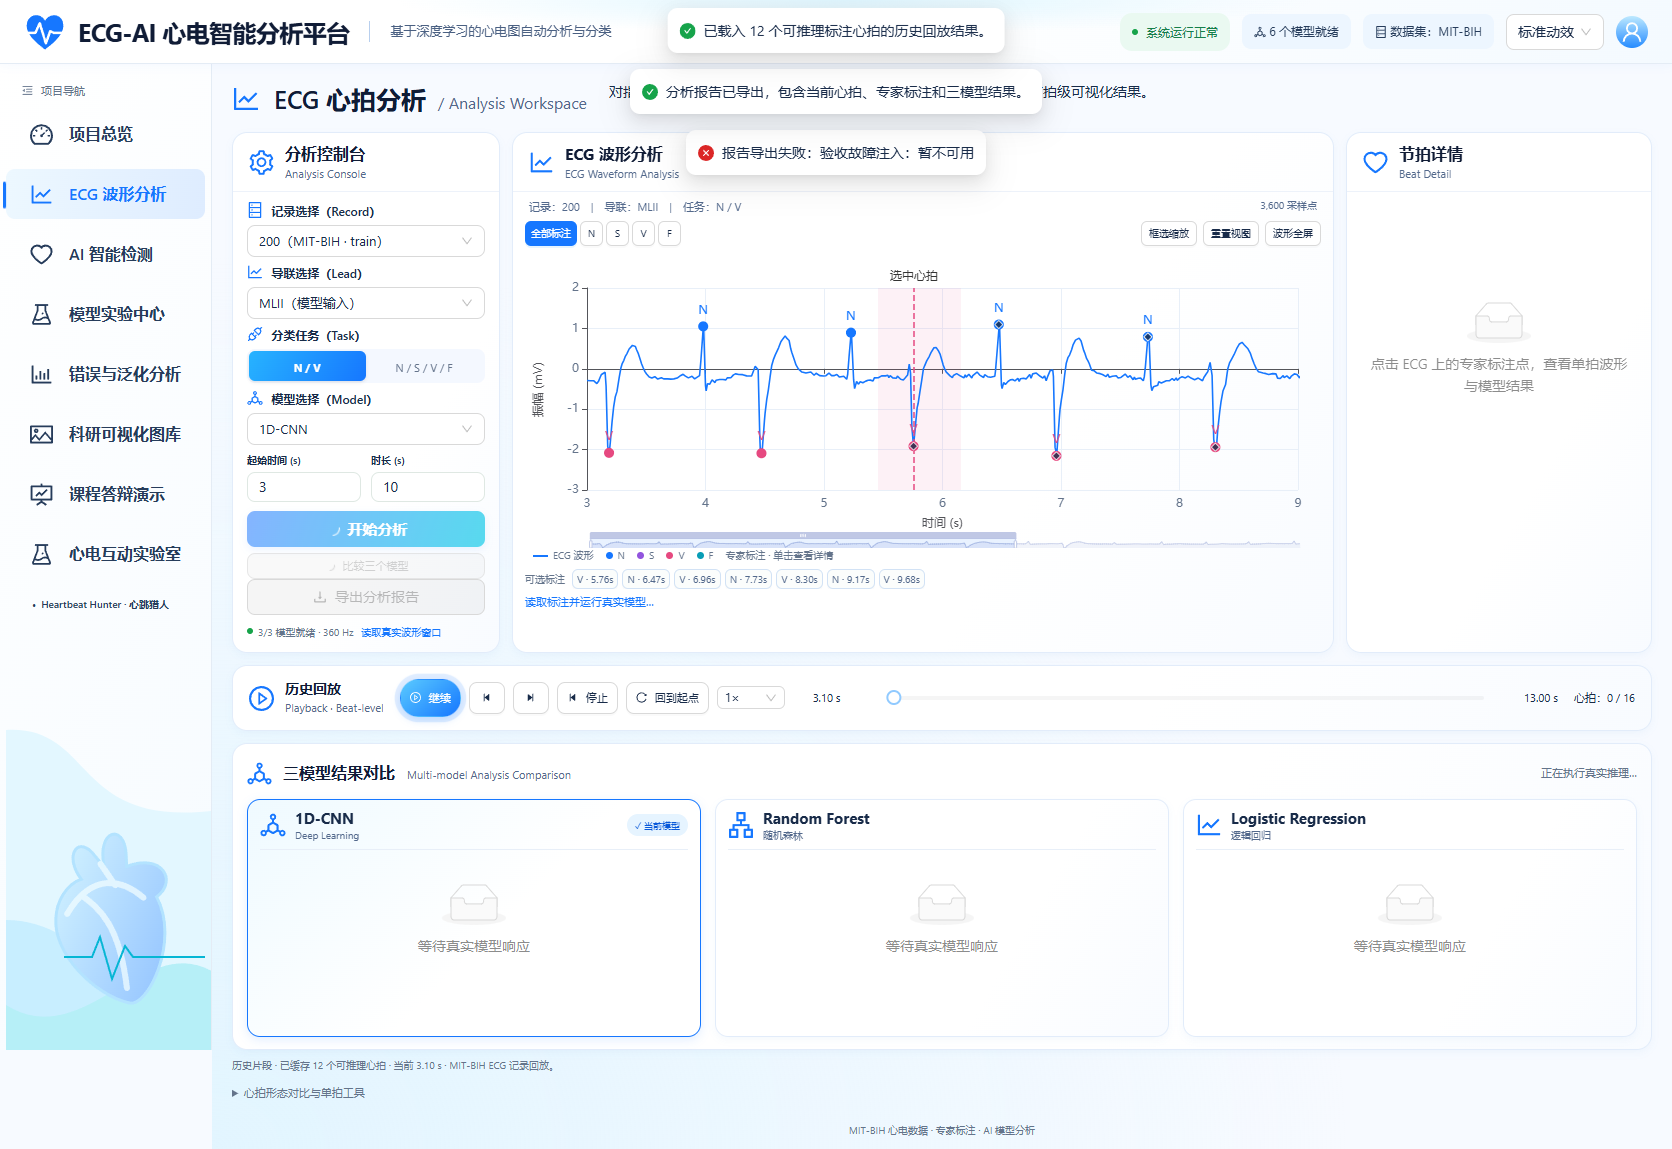 ECG-AI 心电智能分析平台
基于深度学习的心电图自动分析与分类
已载入 12 个可推理标注心拍的历史回放结果。
系统运行正常
6 个模型就绪
数据集：MIT-BIH
标准动效
项目导航
项目总览
ECG 波形分析
AI 智能检测
模型实验中心
错误与泛化分析
科研可视化图库
课程答辩演示
心电互动实验室
• Heartbeat Hunter · 心跳猎人
ECG 心拍分析 / Analysis Workspace
分析报告已导出，包含当前心拍、专家标注和三模型结果。
拍级可视化结果。
报告导出失败：验收故障注入：暂不可用
分析控制台
Analysis Console
记录选择 (Record)
200（MIT-BIH · train）
导联选择 (Lead)
MLII（模型输入）
分类任务 (Task)
N / V
N / S / V / F
模型选择 (Model)
1D-CNN
起始时间 (s)
时长 (s)
3
10
开始分析
比较三个模型
导出分析报告
3/3 模型就绪 · 360 Hz 读取真实波形窗口
ECG 波形分析
ECG Waveform Analysis
记录：200 | 导联：MLII | 任务：N / V
3,600 采样点
全部标注
N
S
V
F
框选缩放
重置视图
波形全屏
选中心拍
振幅 (mV)
2
1
0
-1
-2
-3
N
N
N
N
V
V
V
V
V
3
4
5
6
7
8
9
时间 (s)
ECG 波形
N
S
V
F
专家标注 · 单击查看详情
可选标注
V · 5.76s
N · 6.47s
V · 6.96s
N · 7.73s
V · 8.30s
N · 9.17s
V · 9.68s
读取标注并运行真实模型...
节拍详情
Beat Detail
点击 ECG 上的专家标注点，查看单拍波形
与模型结果
历史回放
Playback · Beat-level
继续
停止
回到起点
1×
3.10 s
13.00 s
心拍：0 / 16
三模型结果对比 Multi-model Analysis Comparison
正在执行真实推理...
1D-CNN
Deep Learning
✓ 当前模型
等待真实模型响应
Random Forest
随机森林
等待真实模型响应
Logistic Regression
逻辑回归
等待真实模型响应
历史片段 · 已缓存 12 个可推理心拍 · 当前 3.10 s · MIT-BIH ECG 记录回放。
心拍形态对比与单拍工具
MIT-BIH 心电数据 · 专家标注 · AI 模型分析